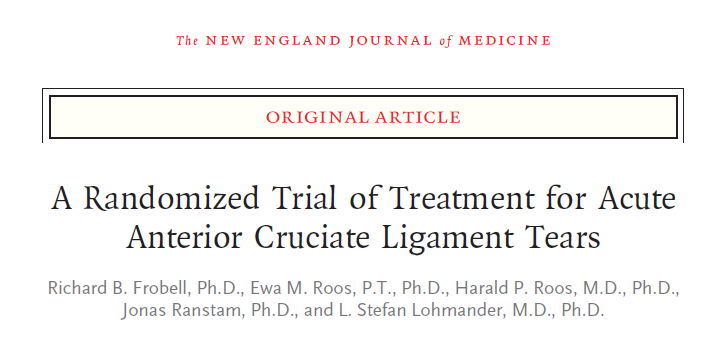 The NEW ENGLAND JOURNAL of MEDICINE
ORIGINAL ARTICLE
A Randomized Trial of Treatment for Acute
Anterior Cruciate Ligament Tears
Richard B. Frobell, Ph.D., Ewa M. Roos, P.T., Ph.D., Harald P. Roos, M.D., Ph.D.,
Jonas Ranstam, Ph.D., and L. Stefan Lohmander, M.D., Ph.D.